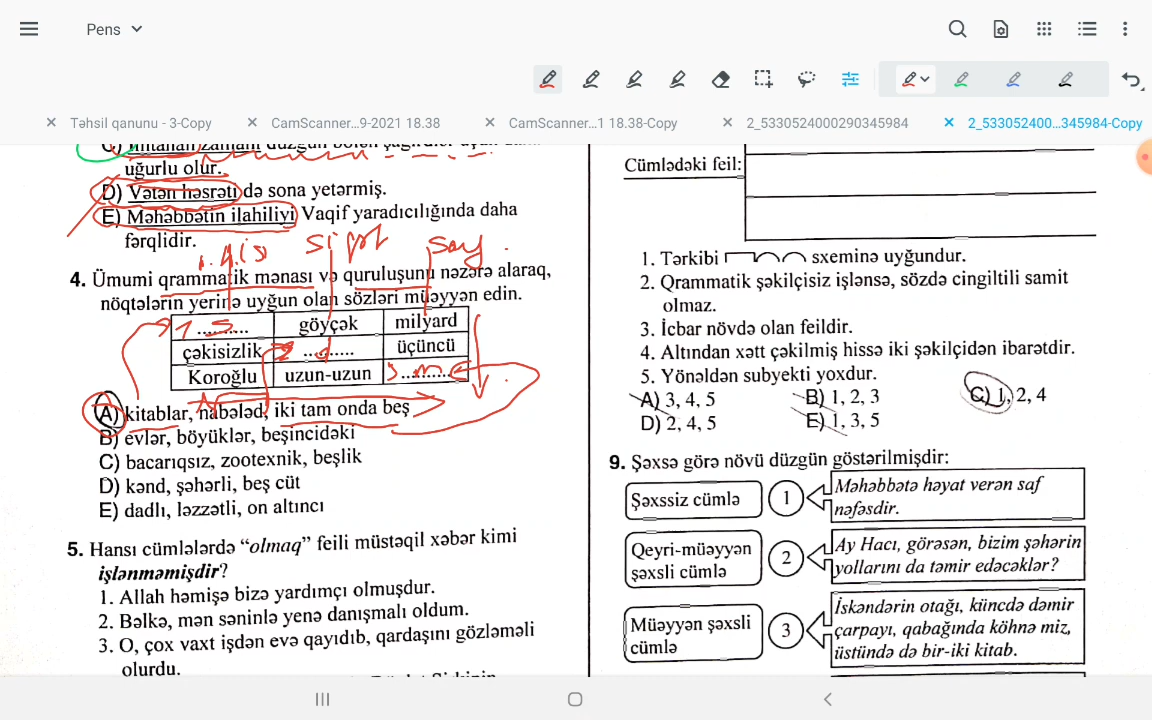 Pens
Təhsil qanunu - 3-Copy
CamScanner...9-2021 18.38
CamScanner...1 18.38-Copy
2_5330524000290345984
2_533052400...345984-Copy
uğurlu olur.
D) Vətən həsrəti də sona yetərmiş.
E) Məhəbbətin ilahiliyi Vaqif yaradıcılığında daha
fərqlidir.
sifət say
4. Ümumi qrammatik mənası və quruluşunu nəzərə alaraq,
nöqtələrin yerinə uyğun olan sözləri müəyyən edin.
.......... göyçək milyard
çəkisizlik .......... üçüncü
Koroğlu uzun-uzun ..........
A) kitablar, nabələd, iki tam onda beş
B) evlər, böyüklər, beşincidəki
C) bacarıqsız, zootexnik, beşlik
D) kənd, şəhərli, beş cüt
E) dadlı, ləzzətli, on altıncı
5. Hansı cümlələrdə “olmaq” feili müstəqil xəbər kimi
işlənməmişdir?
1. Allah həmişə bizə yardımçı olmuşdur.
2. Bəlkə, mən səninlə yenə danışmalı oldum.
3. O, çox vaxt işdən evə qayıdıb, qardaşını gözləməli
olurdu.
Cümlədəki feil:
1. Tərkibi sxeminə uyğundur.
2. Qrammatik şəkilçisiz işlənsə, sözdə cingiltili samit
olmaz.
3. İcbar növdə olan feildir.
4. Altından xətt çəkilmiş hissə iki şəkilçidən ibarətdir.
5. Yönəldən subyekti yoxdur.
A) 3, 4, 5 B) 1, 2, 3 C) 1, 2, 4
D) 2, 4, 5 E) 1, 3, 5
9. Şəxsə görə növü düzgün göstərilmişdir:
Şəxssiz cümlə 1 Məhəbbətə həyat verən saf
nəfəsdir.
Qeyri-müəyyən
şəxsli cümlə 2 Ay Hacı, görəsən, bizim şəhərin
yollarını da təmir edəcəklər?
Müəyyən şəxsli
cümlə 3 İskəndərin otağı, küncdə dəmir
çarpayı, qabağında köhnə miz,
üstündə də bir-iki kitab.